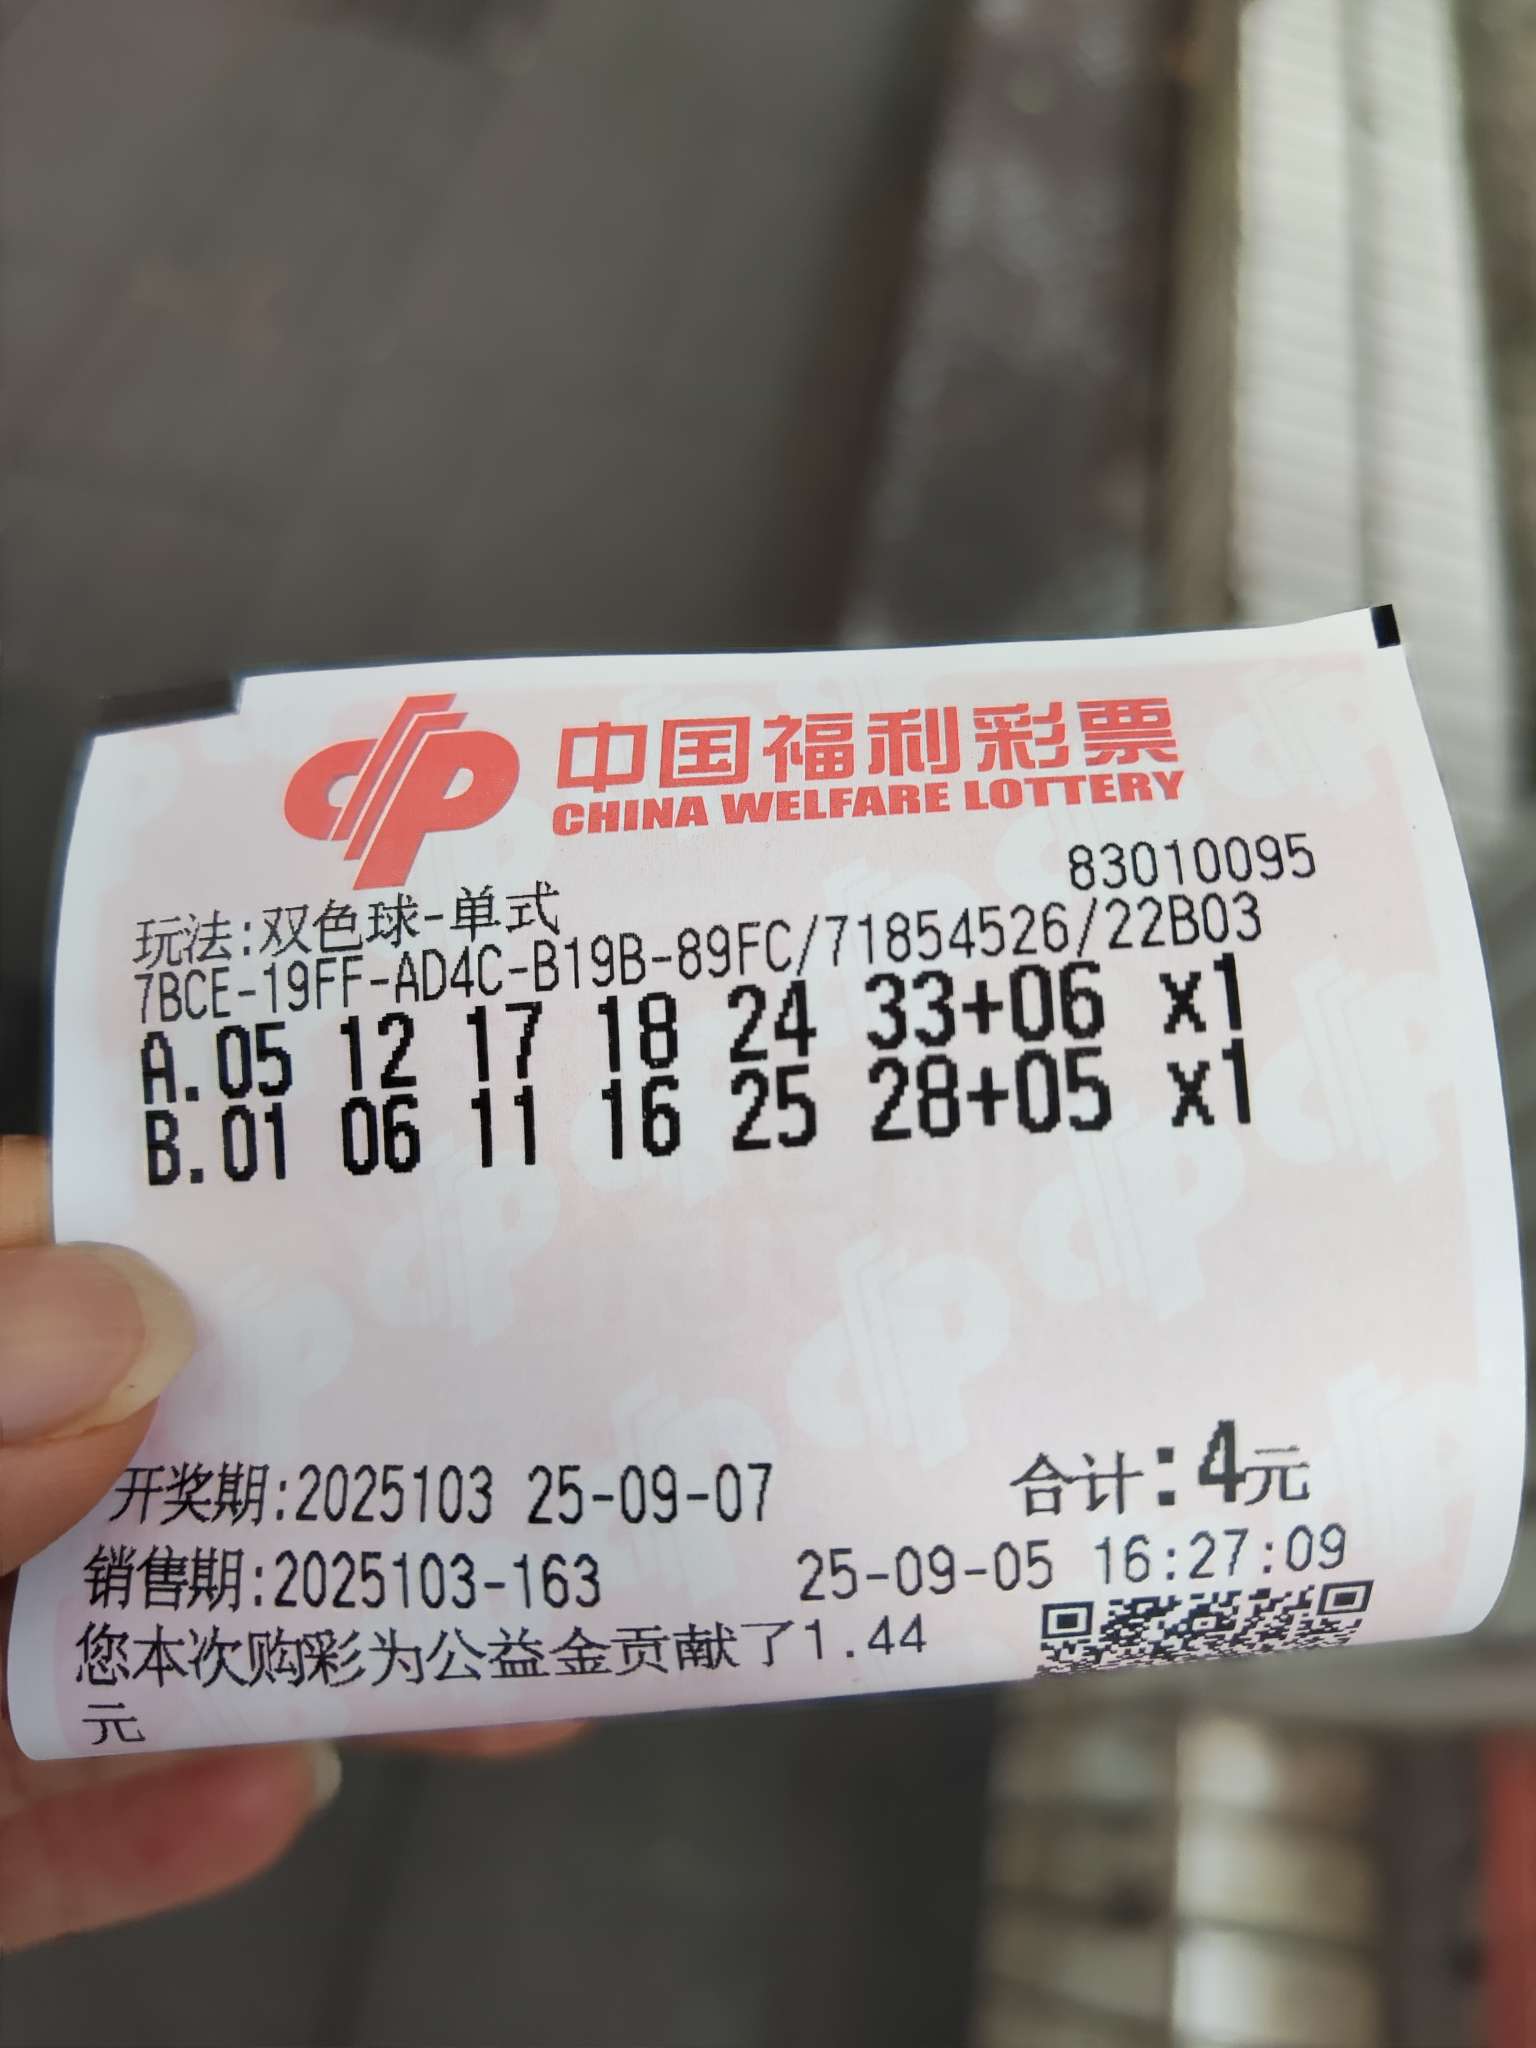 中国福利彩票
CHINA WELFARE LOTTERY
83010095
玩法:双色球-单式
7BCE-19FF-AD4C-B19B-89FC/71854526/22B03
A.05 12 17 18 24 33+06 x1
B.01 06 11 16 25 28+05 x1
开奖期:2025103 25-09-07 合计:4元
销售期:2025103-163 25-09-05 16:27:09
您本次购彩为公益金贡献了1.44
元